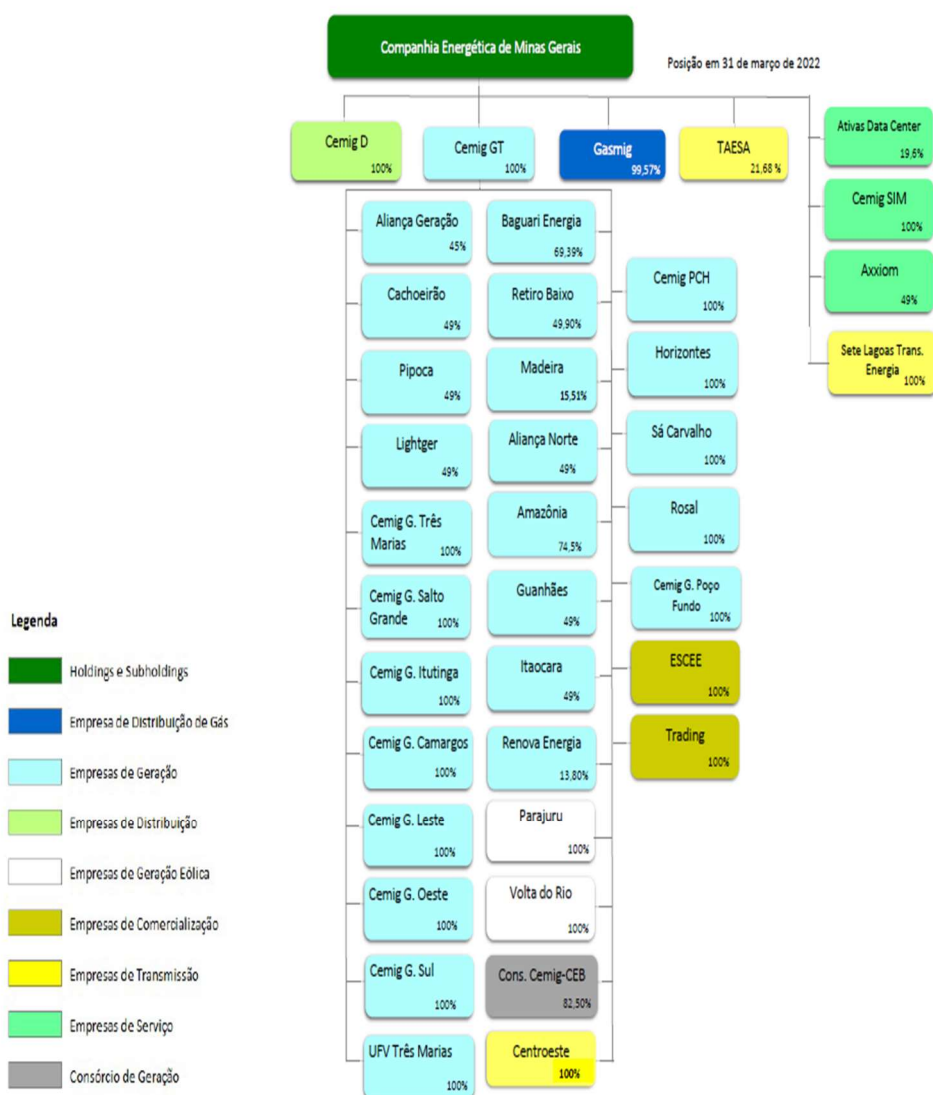 Companhia Energética de Minas Gerais
Posição em 31 de março de 2022
Cemig D
100%
Cemig GT
100%
Gasmig
99,57%
TAESA
21,68 %
Ativas Data Center
19,6%
Cemig SIM
100%
Axxiom
49%
Sete Lagoas Trans.
Energia
100%
Aliança Geração
45%
Cachoeirão
49%
Pipoca
49%
Lightger
49%
Cemig G. Três
Marias
100%
Cemig G. Salto
Grande
100%
Cemig G. Itutinga
100%
Cemig G. Camargos
100%
Cemig G. Leste
100%
Cemig G. Oeste
100%
Cemig G. Sul
100%
UFV Três Marias
100%
Baguari Energia
69,39%
Retiro Baixo
49,90%
Madeira
15,51%
Aliança Norte
49%
Amazônia
74,5%
Guanhães
49%
Itaocara
49%
Renova Energia
13,80%
Parajuru
100%
Volta do Rio
100%
Cons. Cemig-CEB
82,50%
Centroeste
100%
Cemig PCH
100%
Horizontes
100%
Sá Carvalho
100%
Rosal
100%
Cemig G. Poço
Fundo
100%
ESCEE
100%
Trading
100%
Legenda
Holdings e Subholdings
Empresa de Distribuição de Gás
Empresas de Geração
Empresas de Distribuição
Empresas de Geração Eólica
Empresas de Comercialização
Empresas de Transmissão
Empresas de Serviço
Consórcio de Geração